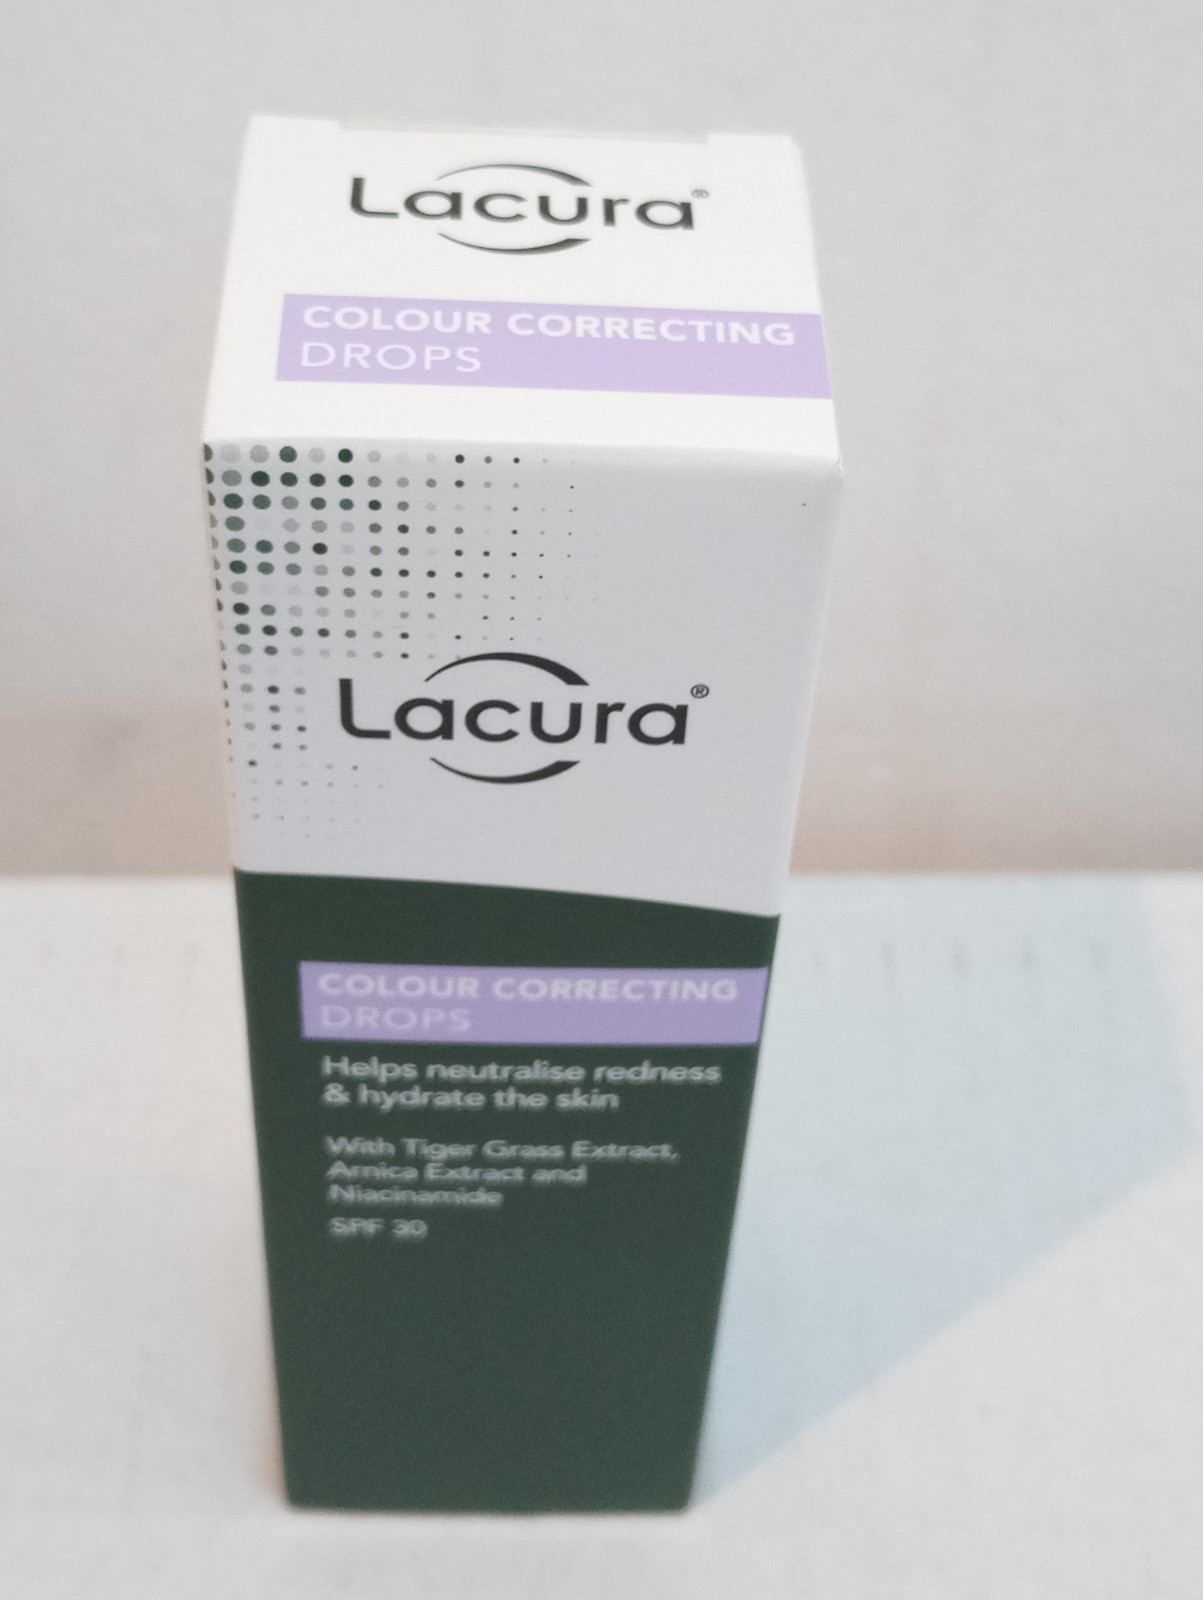 Lacura®
COLOUR CORRECTING
DROPS
Lacura®
COLOUR CORRECTING
DROPS
Helps neutralise redness
& hydrate the skin
With Tiger Grass Extract,
Arnica Extract and
Niacinamide
SPF 30